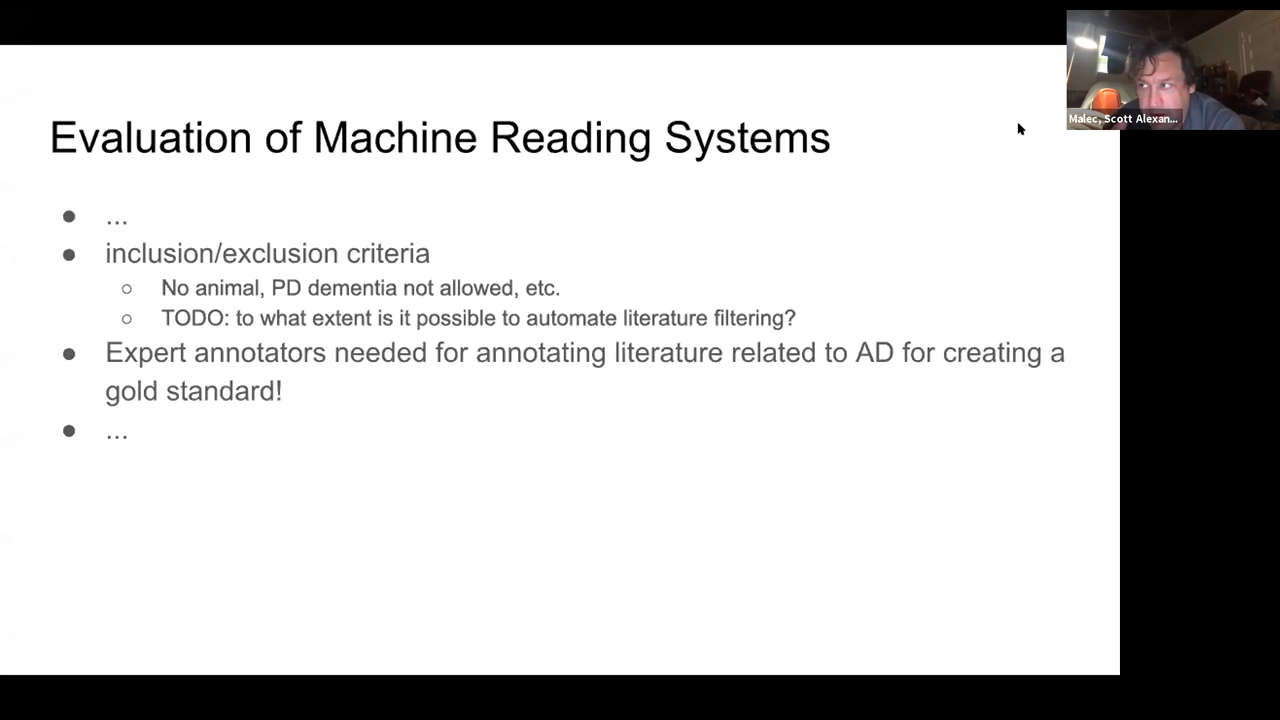 Malec, Scott Alexan...
Evaluation of Machine Reading Systems
● ...
● inclusion/exclusion criteria
○ No animal, PD dementia not allowed, etc.
○ TODO: to what extent is it possible to automate literature filtering?
● Expert annotators needed for annotating literature related to AD for creating a
gold standard!
● ...